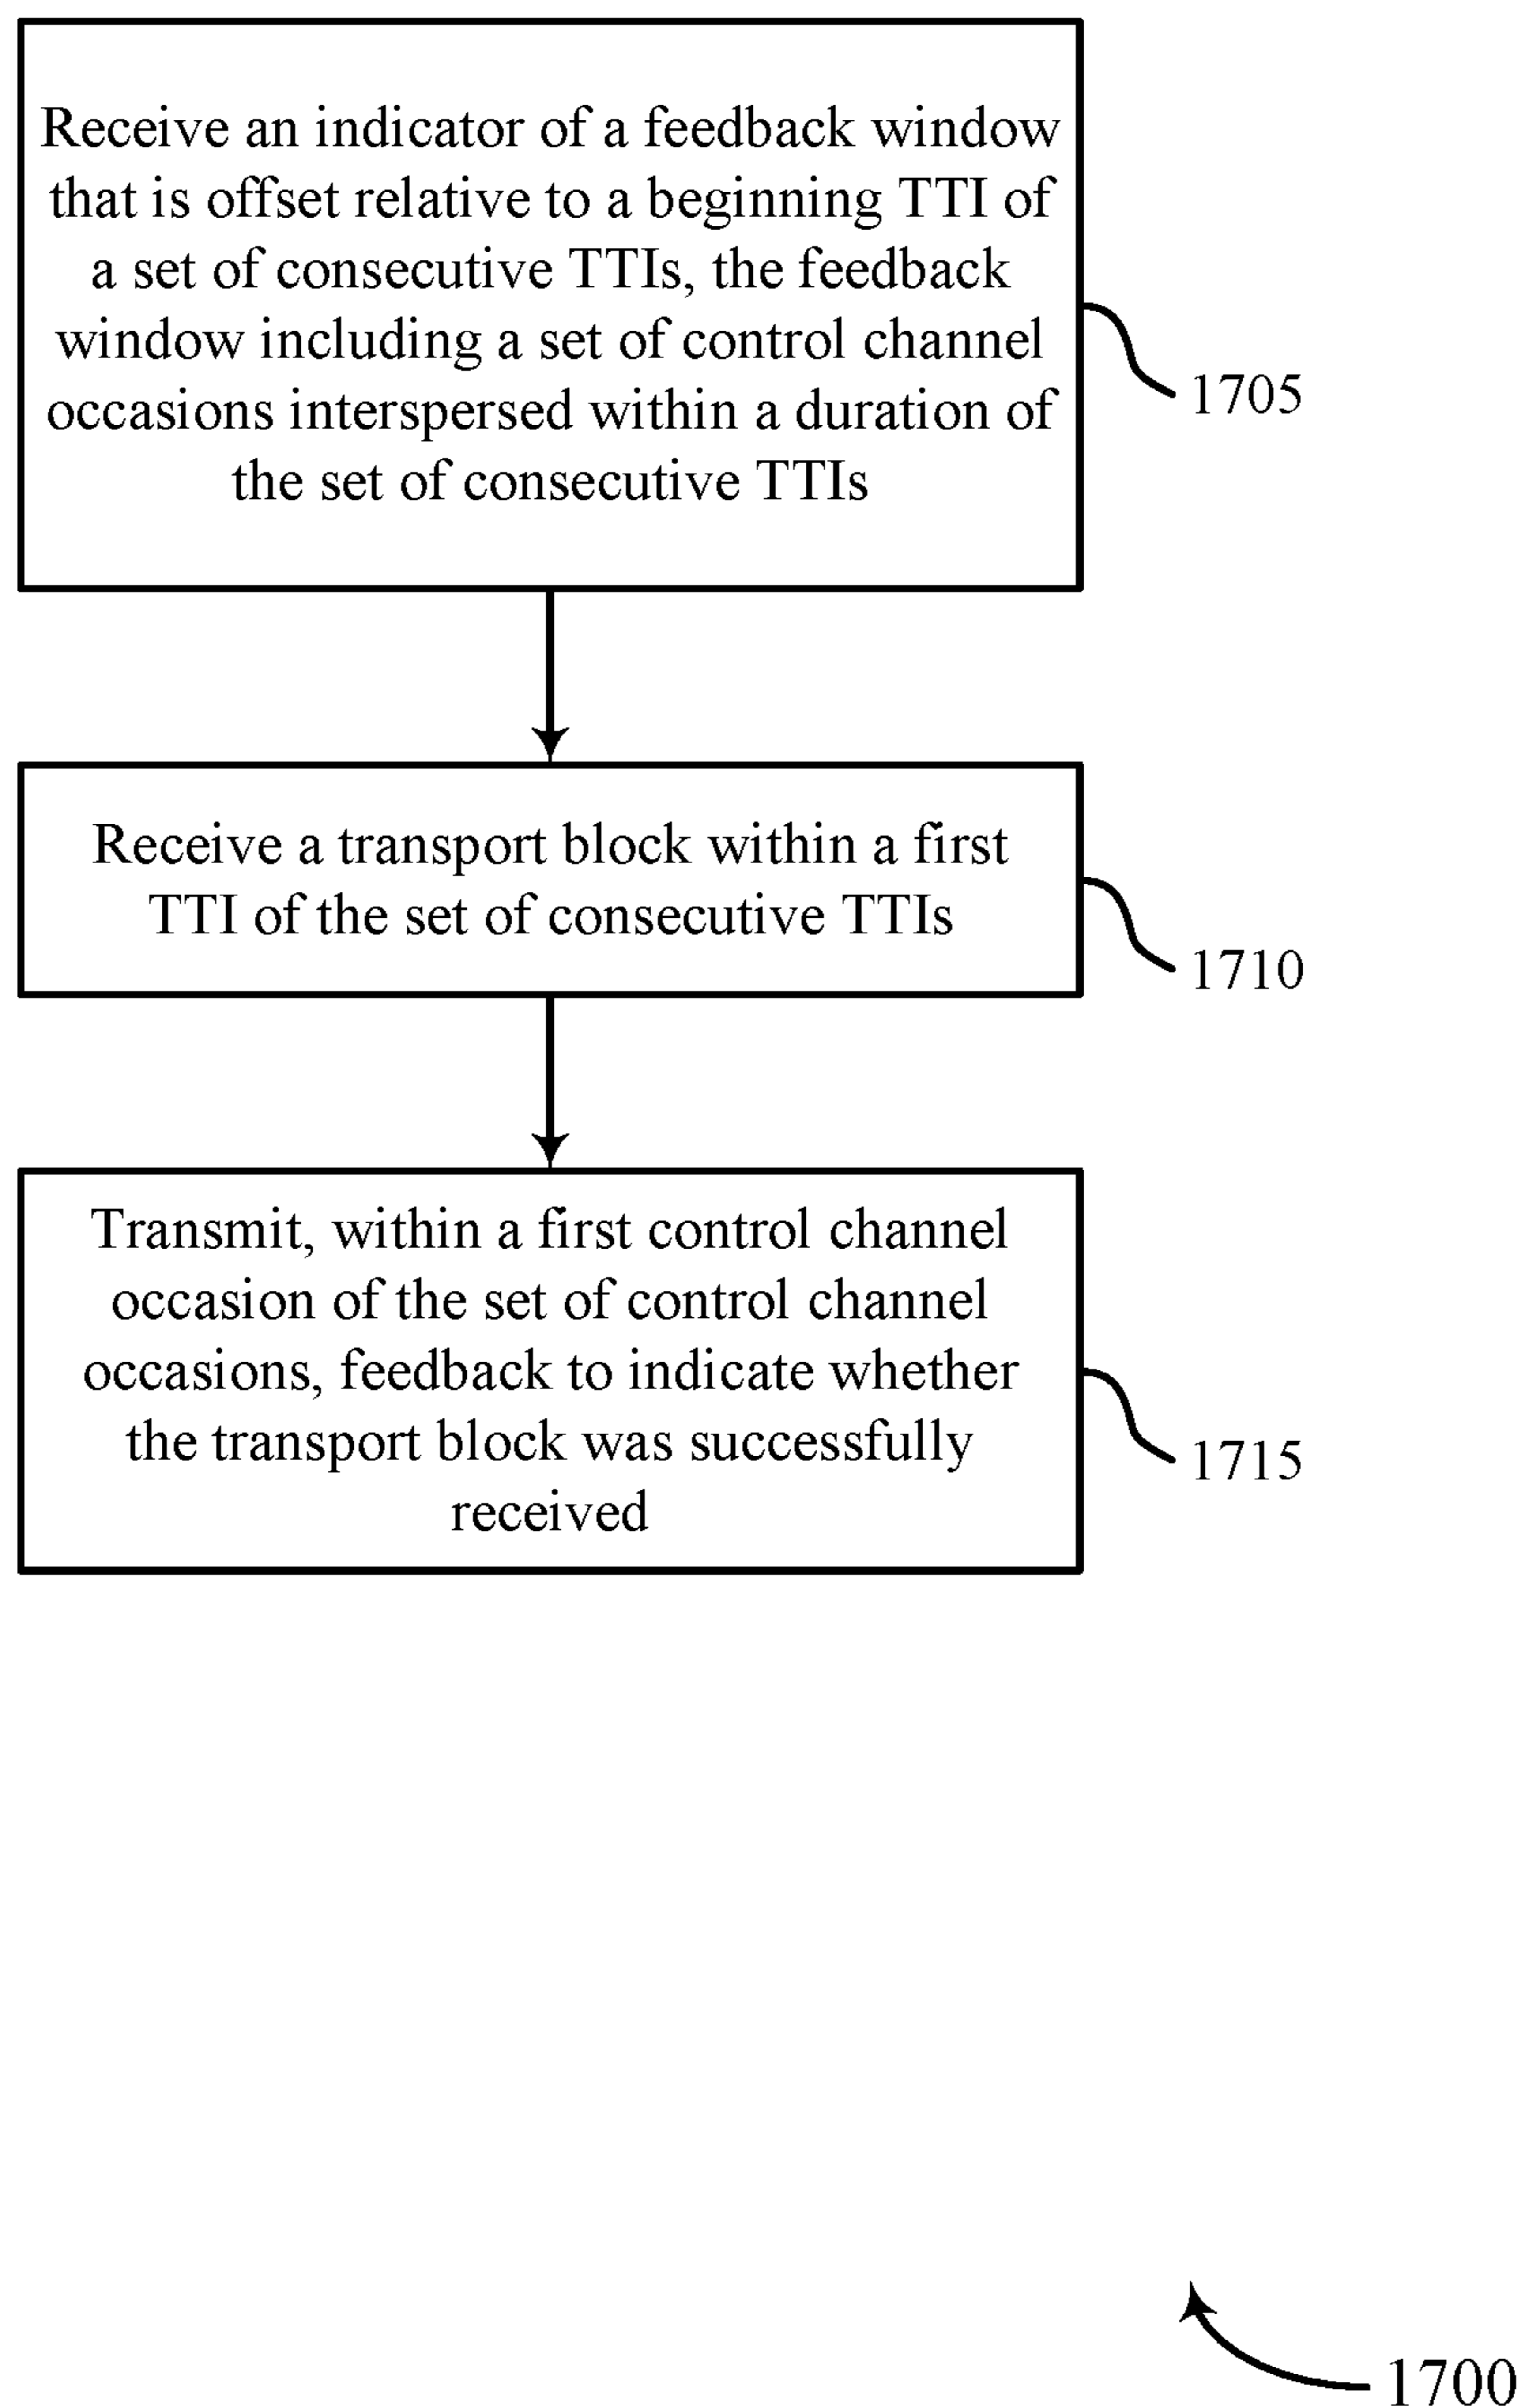 Receive an indicator of a feedback window
that is offset relative to a beginning TTI of
a set of consecutive TTIs, the feedback
window including a set of control channel
occasions interspersed within a duration of
the set of consecutive TTIs
1705
Receive a transport block within a first
TTI of the set of consecutive TTIs
1710
Transmit, within a first control channel
occasion of the set of control channel
occasions, feedback to indicate whether
the transport block was successfully
received
1715
1700